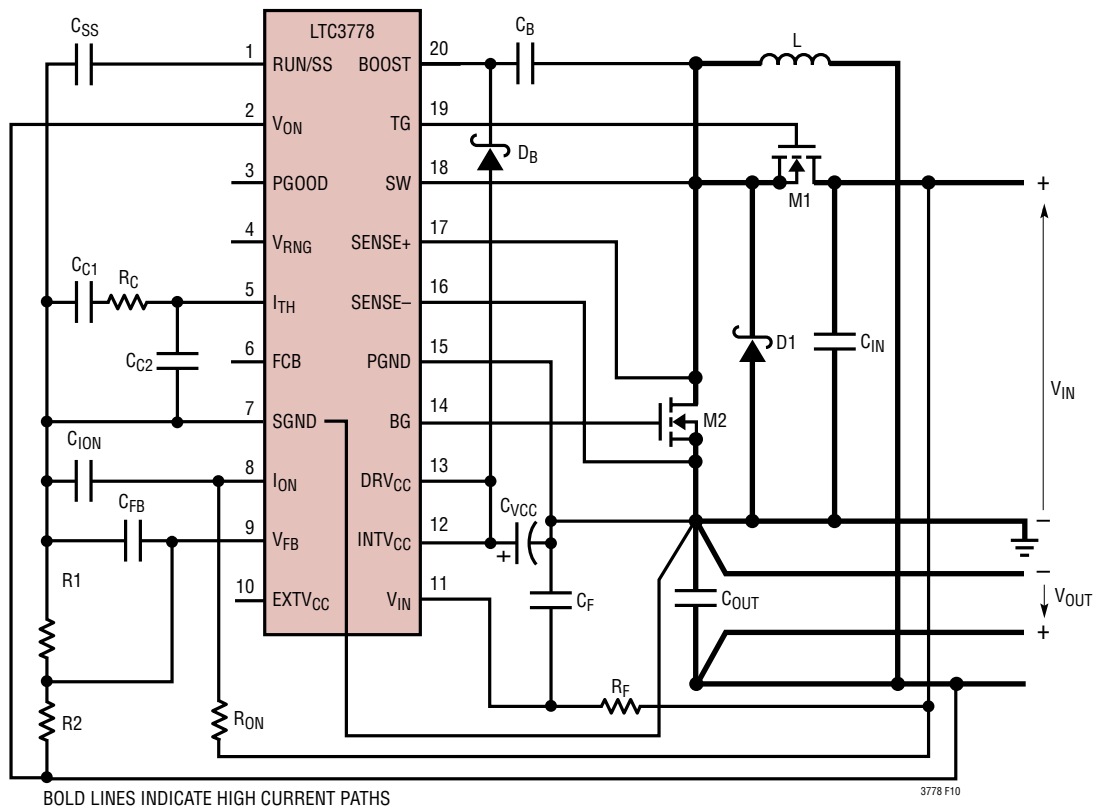 LTC3778
C_SS
1 RUN/SS
2 V_ON
3 PGOOD
4 V_RNG
C_C1 R_C
5 I_TH
C_C2
6 FCB
7 SGND
C_ION
8 I_ON
C_FB
9 V_FB
R1
10 EXTV_CC
R2
R_ON
BOOST 20
C_B
L
TG 19
D_B
SW 18
M1
+
SENSE+ 17
SENSE– 16
D1
C_IN
V_IN
PGND 15
BG 14
M2
DRV_CC 13
C_VCC
INTV_CC 12
+
–
–
V_IN 11
C_F
C_OUT
V_OUT
+
R_F
BOLD LINES INDICATE HIGH CURRENT PATHS
3778 F10